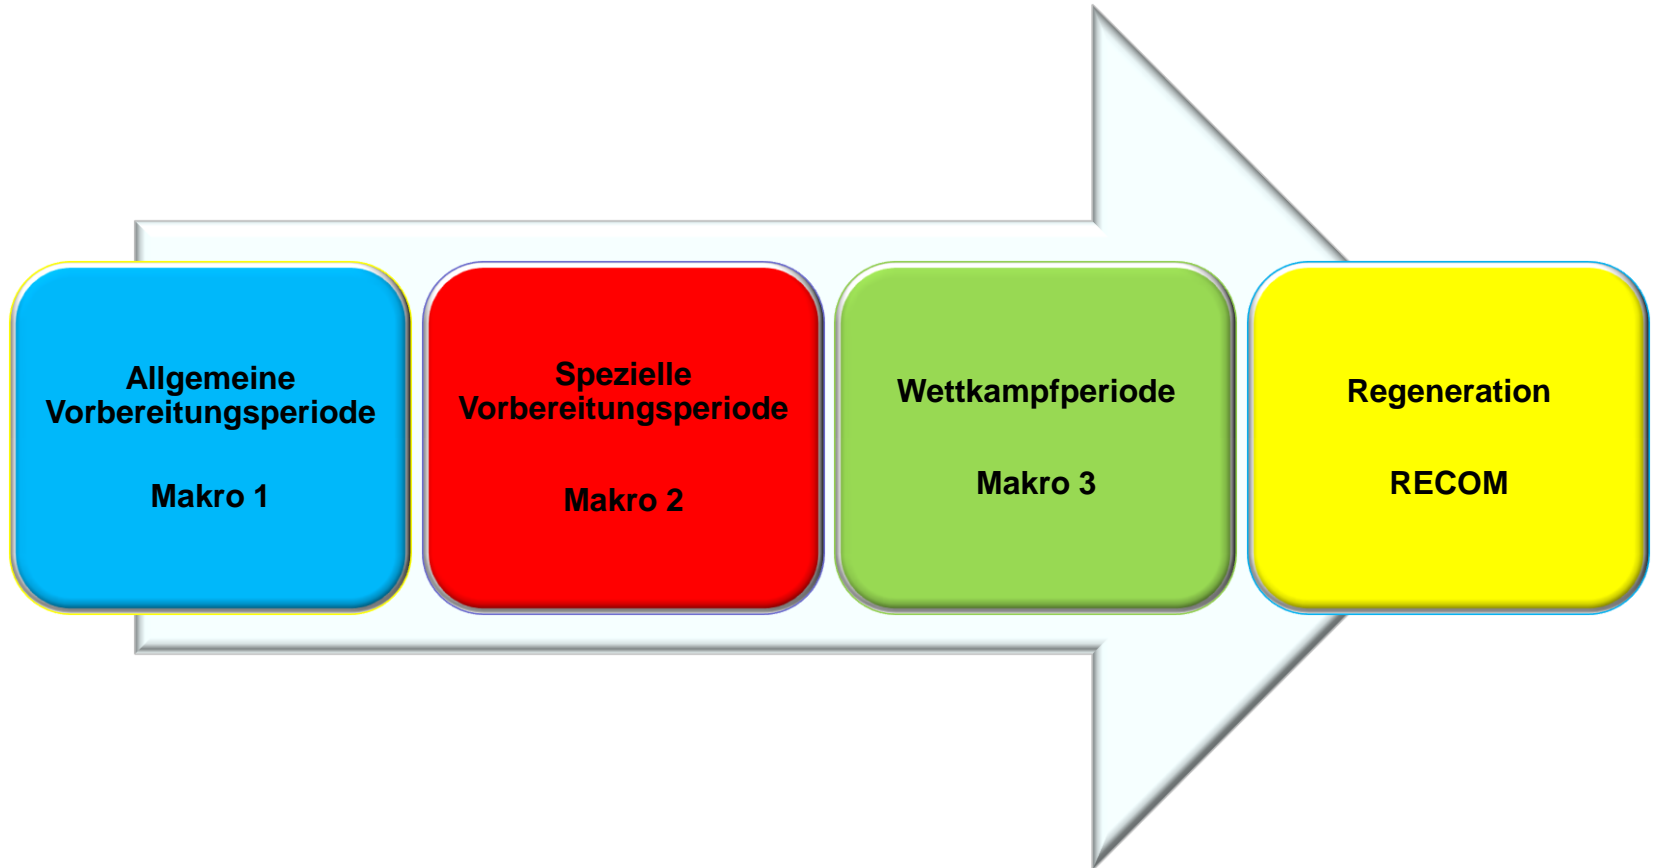 Allgemeine
Vorbereitungsperiode
Makro 1
Spezielle
Vorbereitungsperiode
Makro 2
Wettkampfperiode
Makro 3
Regeneration
RECOM